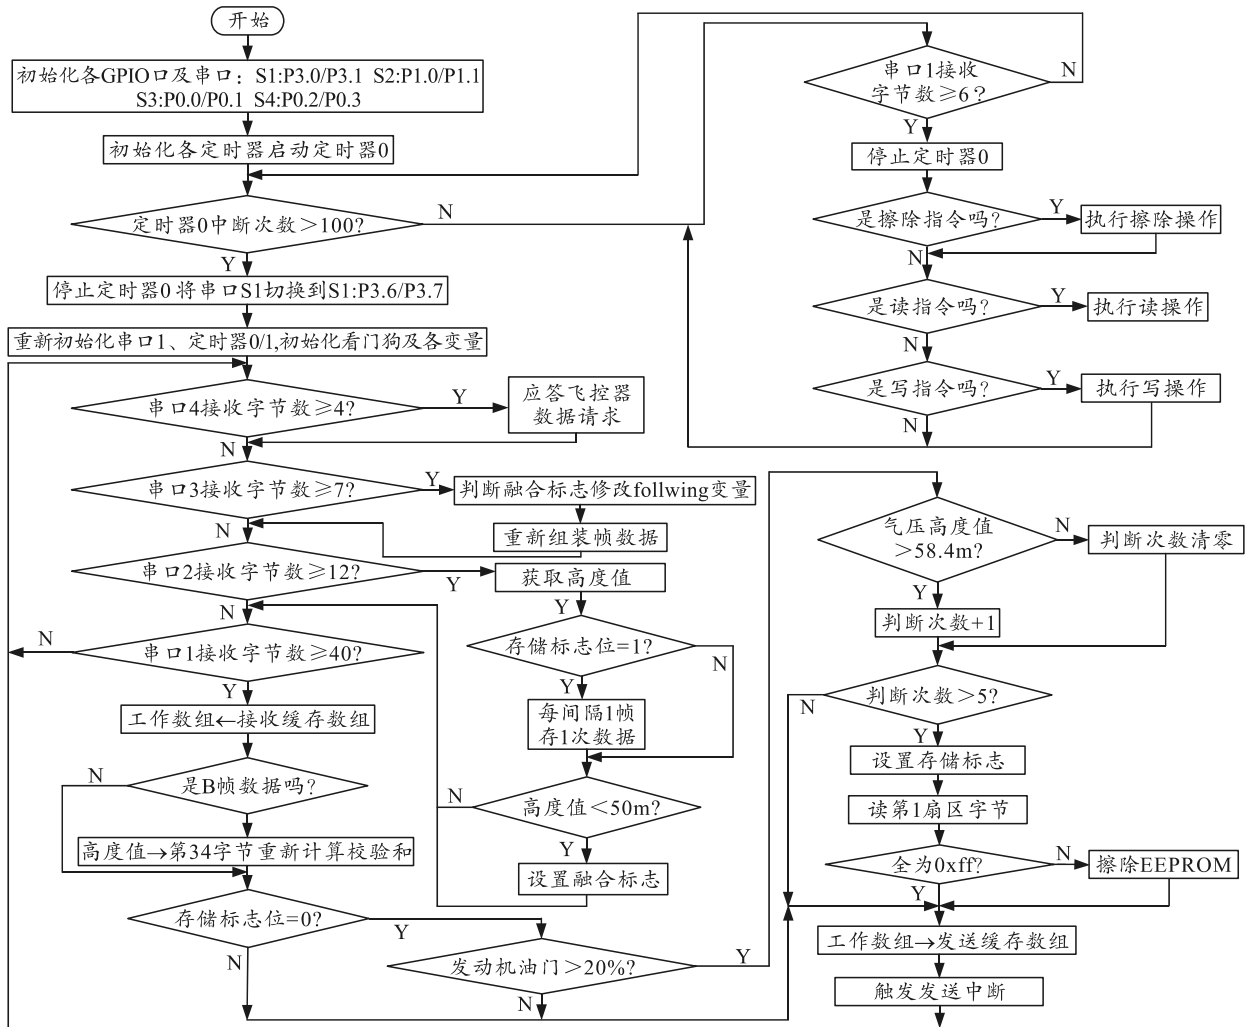 开始
初始化各GPIO口及串口：S1:P3.0/P3.1 S2:P1.0/P1.1
S3:P0.0/P0.1 S4:P0.2/P0.3
初始化各定时器启动定时器0
定时器0中断次数＞100?
N
Y
停止定时器0 将串口S1切换到S1:P3.6/P3.7
重新初始化串口1、定时器0/1,初始化看门狗及各变量
串口4接收字节数≥4?
Y
应答飞控器
数据请求
N
串口3接收字节数≥7?
Y
判断融合标志修改follwing变量
重新组装帧数据
N
串口2接收字节数≥12?
Y
获取高度值
N
Y
串口1接收字节数≥40?
N
Y
存储标志位=1?
N
Y
每间隔1帧
存1次数据
工作数组←接收缓存数组
是B帧数据吗?
N
Y
高度值＜50m?
N
Y
设置融合标志
高度值→第34字节重新计算校验和
存储标志位=0?
Y
N
发动机油门＞20%?
Y
N
串口1接收
字节数≥6?
N
Y
停止定时器0
是擦除指令吗?
Y
执行擦除操作
N
是读指令吗?
Y
执行读操作
N
是写指令吗?
Y
执行写操作
N
气压高度值
＞58.4m?
N
判断次数清零
Y
判断次数+1
判断次数＞5?
N
Y
设置存储标志
读第1扇区字节
全为0xff?
N
擦除EEPROM
Y
工作数组→发送缓存数组
触发发送中断